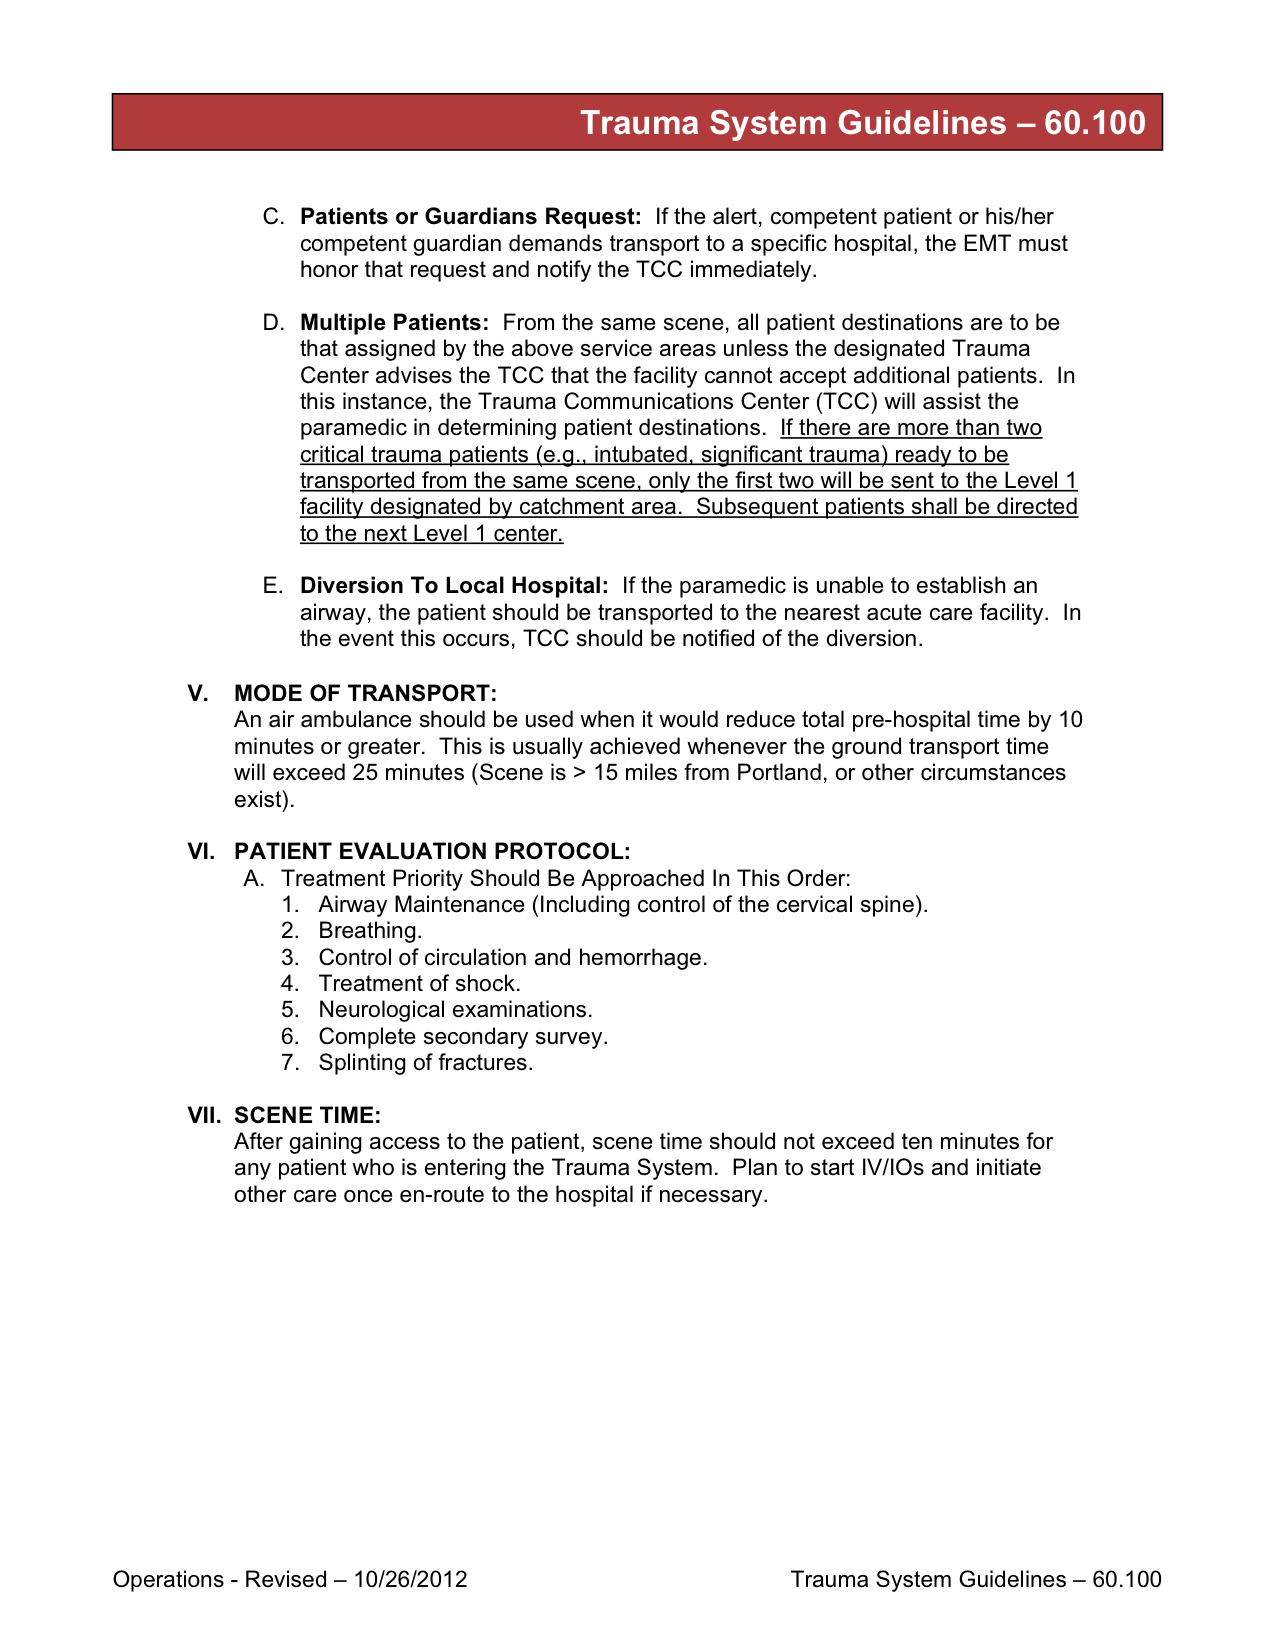 Trauma System Guidelines – 60.100
C. Patients or Guardians Request: If the alert, competent patient or his/her
competent guardian demands transport to a specific hospital, the EMT must
honor that request and notify the TCC immediately.
D. Multiple Patients: From the same scene, all patient destinations are to be
that assigned by the above service areas unless the designated Trauma
Center advises the TCC that the facility cannot accept additional patients. In
this instance, the Trauma Communications Center (TCC) will assist the
paramedic in determining patient destinations. If there are more than two
critical trauma patients (e.g., intubated, significant trauma) ready to be
transported from the same scene, only the first two will be sent to the Level 1
facility designated by catchment area. Subsequent patients shall be directed
to the next Level 1 center.
E. Diversion To Local Hospital: If the paramedic is unable to establish an
airway, the patient should be transported to the nearest acute care facility. In
the event this occurs, TCC should be notified of the diversion.
V. MODE OF TRANSPORT:
An air ambulance should be used when it would reduce total pre-hospital time by 10
minutes or greater. This is usually achieved whenever the ground transport time
will exceed 25 minutes (Scene is > 15 miles from Portland, or other circumstances
exist).
VI. PATIENT EVALUATION PROTOCOL:
A. Treatment Priority Should Be Approached In This Order:
1. Airway Maintenance (Including control of the cervical spine).
2. Breathing.
3. Control of circulation and hemorrhage.
4. Treatment of shock.
5. Neurological examinations.
6. Complete secondary survey.
7. Splinting of fractures.
VII. SCENE TIME:
After gaining access to the patient, scene time should not exceed ten minutes for
any patient who is entering the Trauma System. Plan to start IV/IOs and initiate
other care once en-route to the hospital if necessary.
Operations - Revised – 10/26/2012 Trauma System Guidelines – 60.100